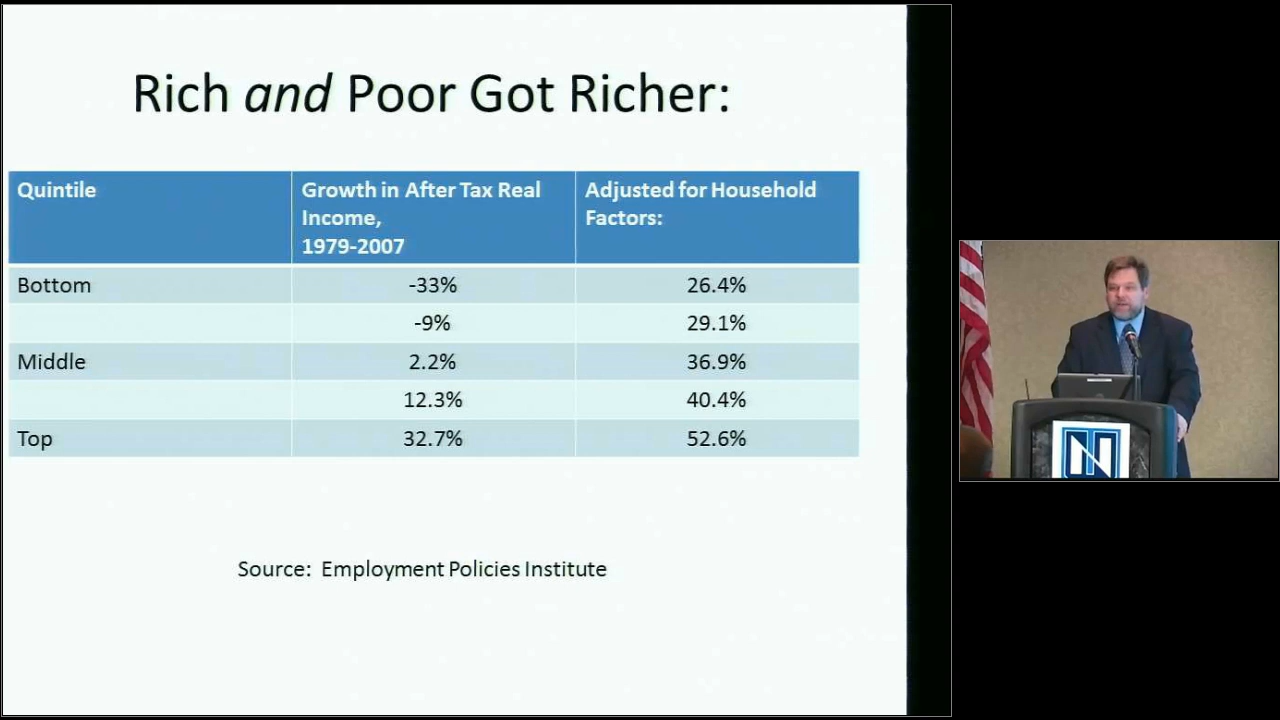 Rich and Poor Got Richer:
Quintile
Growth in After Tax Real
Income,
1979-2007
Adjusted for Household
Factors:
Bottom
-33%
26.4%
-9%
29.1%
Middle
2.2%
36.9%
12.3%
40.4%
Top
32.7%
52.6%
Source: Employment Policies Institute
N